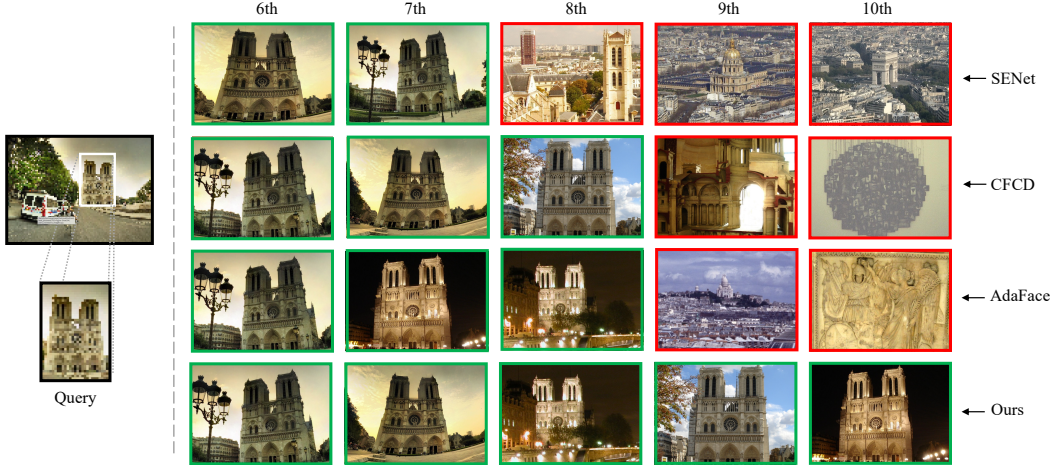 6th 7th 8th 9th 10th
SENet
CFCD
AdaFace
Ours
Query